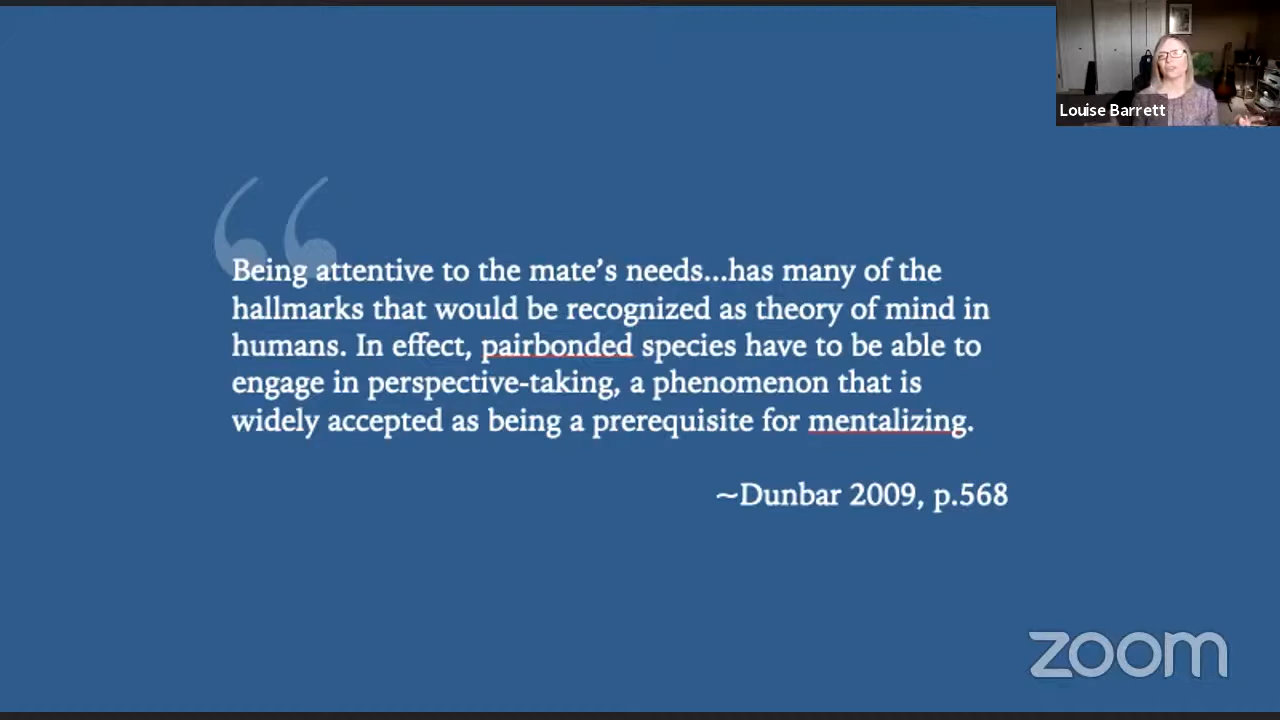 Louise Barrett
“
Being attentive to the mate’s needs...has many of the
hallmarks that would be recognized as theory of mind in
humans. In effect, pairbonded species have to be able to
engage in perspective-taking, a phenomenon that is
widely accepted as being a prerequisite for mentalizing.
~Dunbar 2009, p.568
zoom